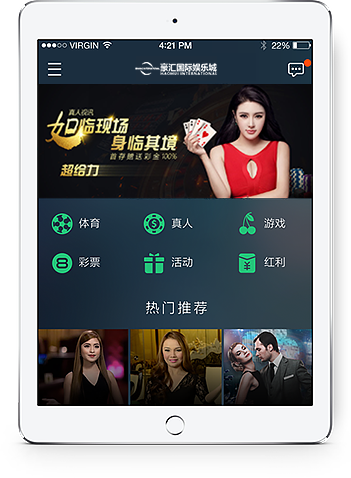 VIRGIN 4:21 PM 22%
豪汇国际娱乐城
HAOHUI INTERNATIONAL
真人视讯
如临现场
身临其境
首存赠送彩金100%
超给力
体育 真人 游戏
彩票 活动 红利
热门推荐